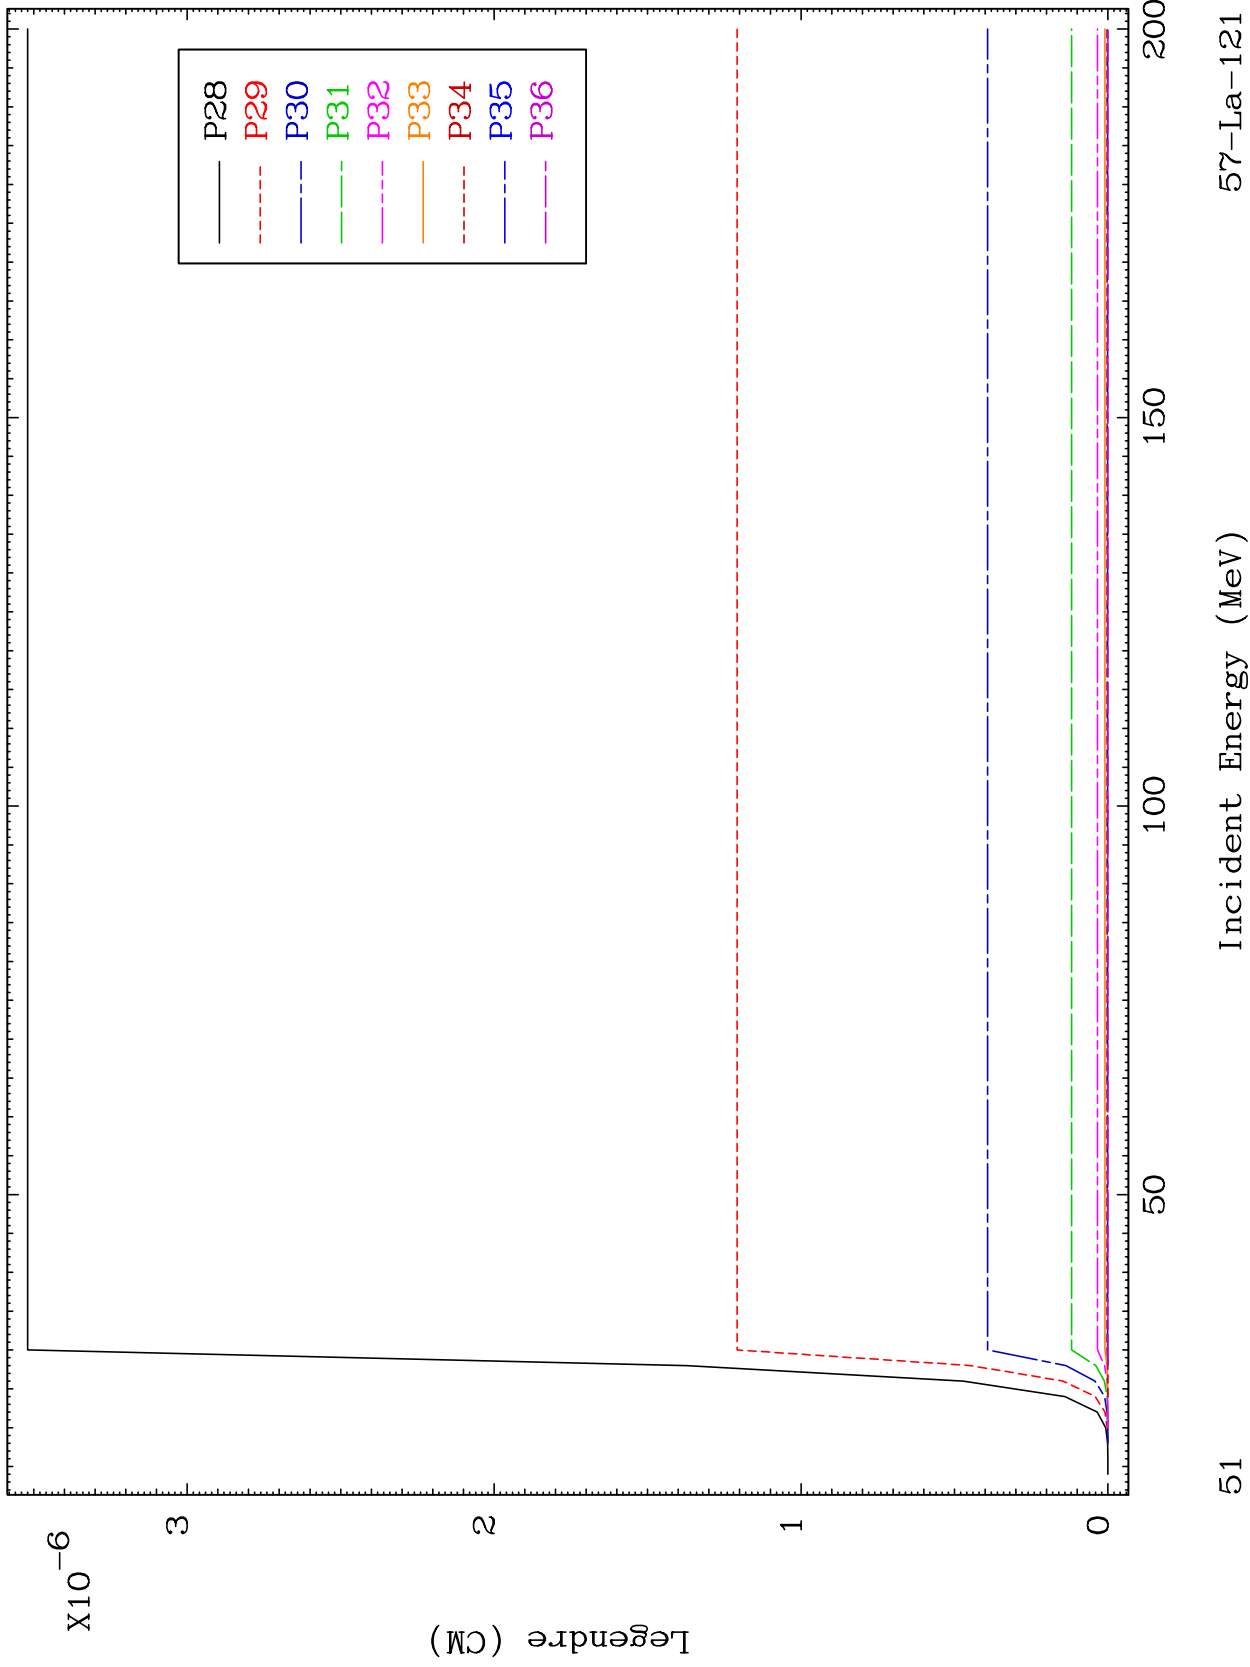 X10-6
3
2
1
0
Legendre (CM)
P28
P29
P30
P31
P32
P33
P34
P35
P36
50
100
150
200
Incident Energy (MeV)
51
57-La-121